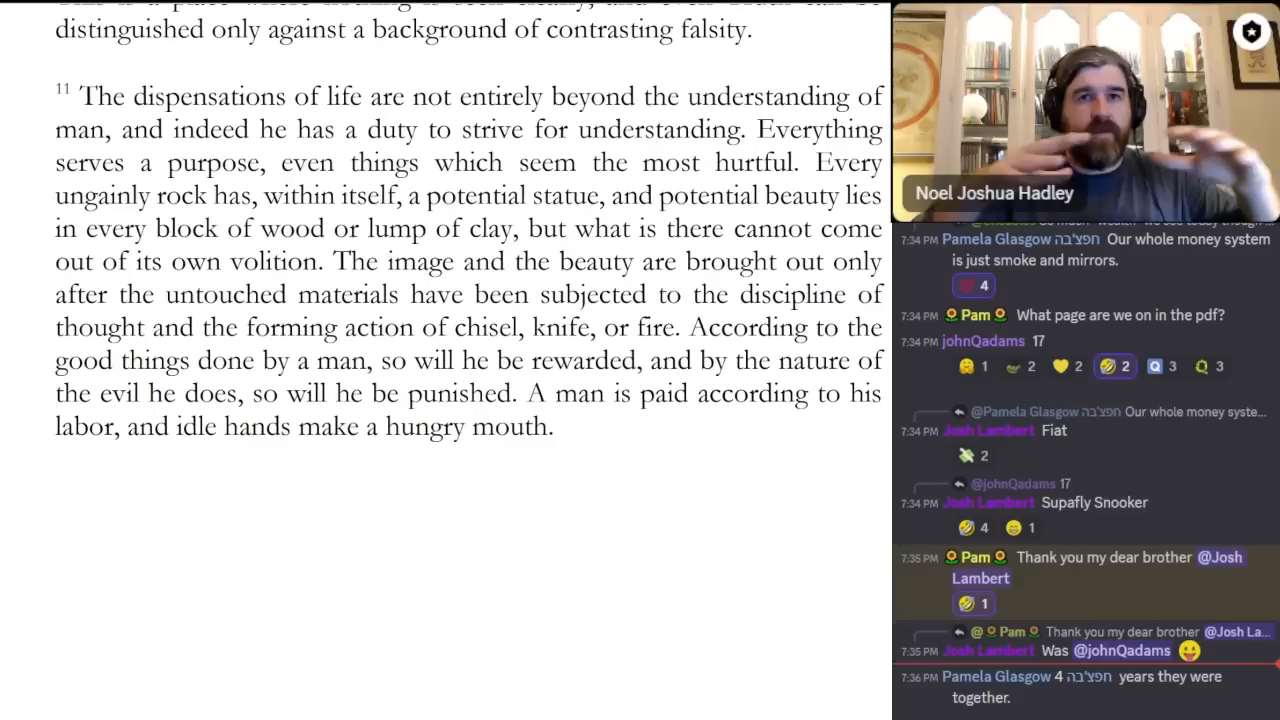 distinguished only against a background of contrasting falsity.
11 The dispensations of life are not entirely beyond the understanding of
man, and indeed he has a duty to strive for understanding. Everything
serves a purpose, even things which seem the most hurtful. Every
ungainly rock has, within itself, a potential statue, and potential beauty lies
in every block of wood or lump of clay, but what is there cannot come
out of its own volition. The image and the beauty are brought out only
after the untouched materials have been subjected to the discipline of
thought and the forming action of chisel, knife, or fire. According to the
good things done by a man, so will he be rewarded, and by the nature of
the evil he does, so will he be punished. A man is paid according to his
labor, and idle hands make a hungry mouth.
Noel Joshua Hadley
7:34 PM Pamela Glasgow חפצ'בה Our whole money system
is just smoke and mirrors.
4
7:34 PM Pam What page are we on in the pdf?
7:34 PM johnQadams 17
1 2 2 2 3 3
@Pamela Glasgow חפצ'בה Our whole money syste...
7:34 PM Josh Lambert Fiat
2
@johnQadams 17
7:34 PM Josh Lambert Supafly Snooker
4 1
7:35 PM Pam Thank you my dear brother @Josh
Lambert
1
@Pam Thank you my dear brother @Josh La...
7:35 PM Josh Lambert Was @johnQadams
7:36 PM Pamela Glasgow חפצ'בה 4 years they were
together.